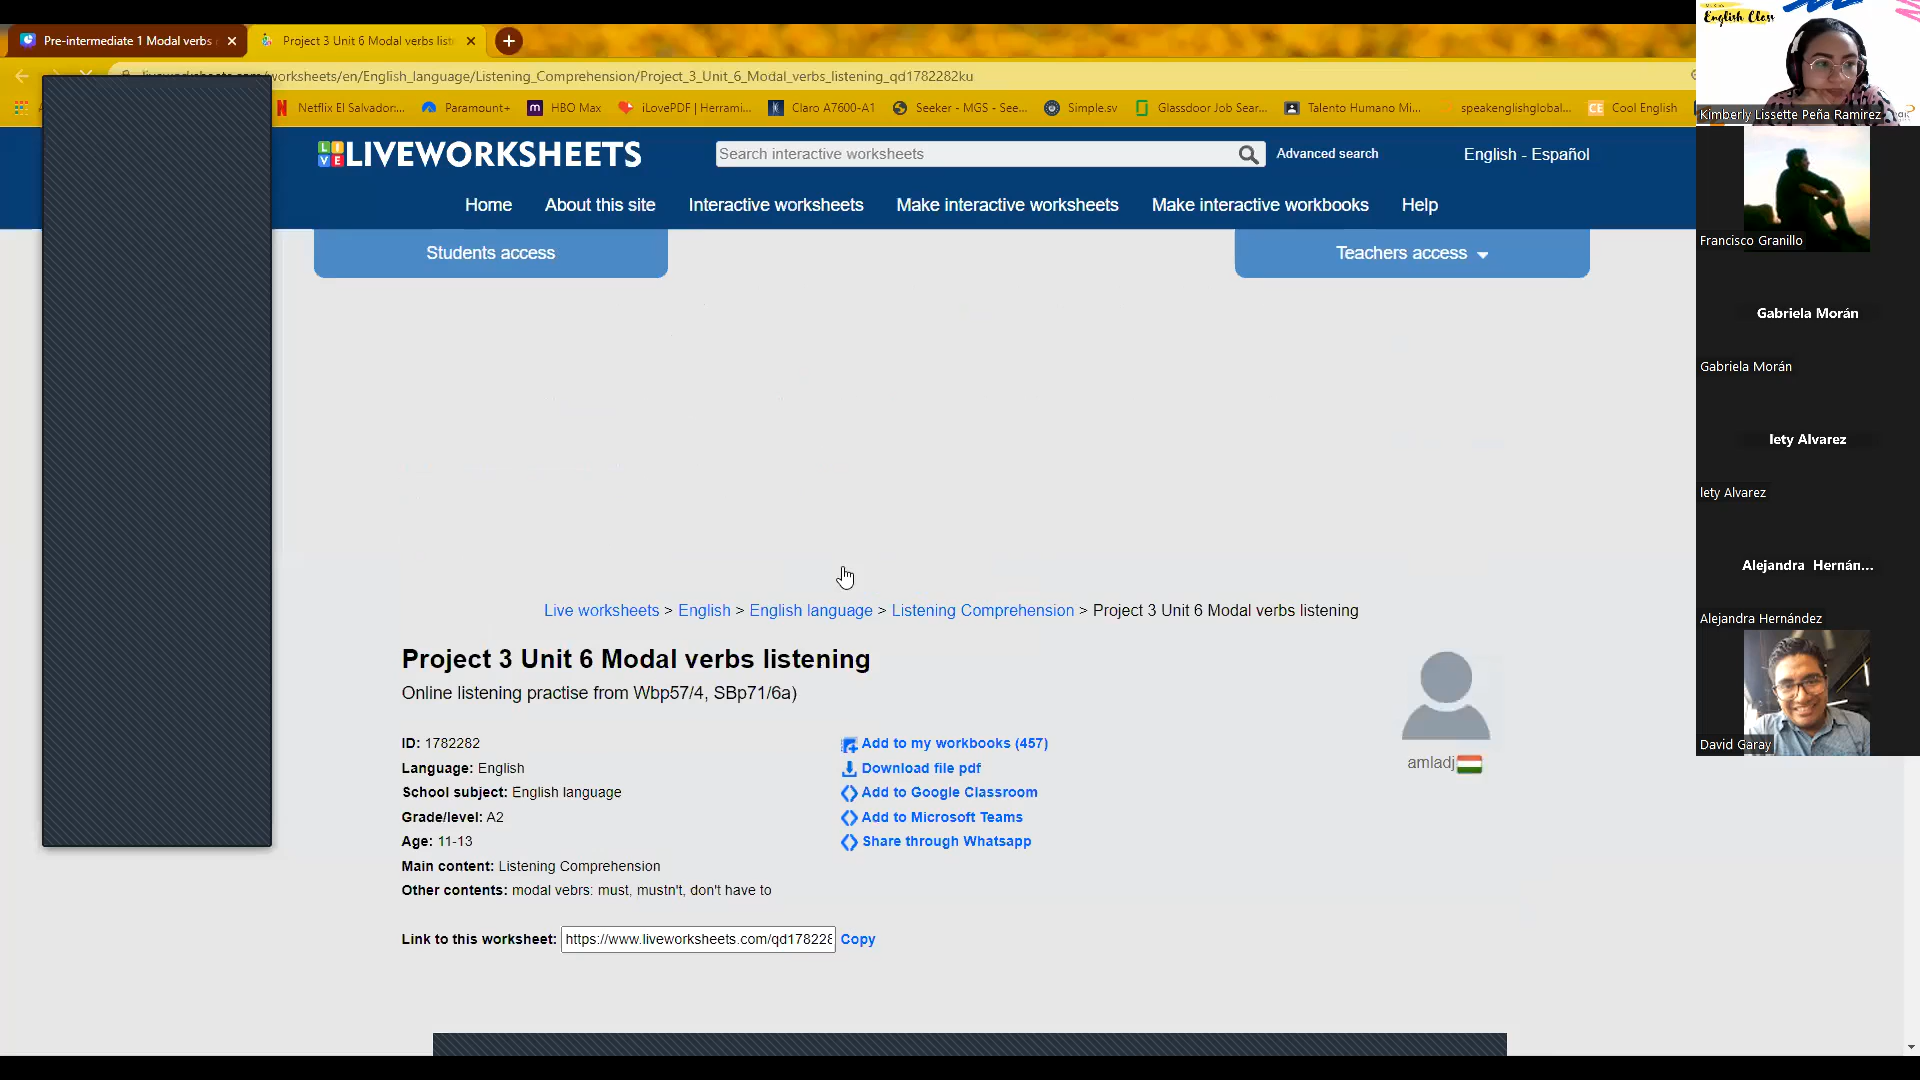 Pre-intermediate 1 Modal verbs
Project 3 Unit 6 Modal verbs list
liveworksheets.com/worksheets/en/English_language/Listening_Comprehension/Project_3_Unit_6_Modal_verbs_listening_qd1782282ku
Netflix El Salvador:...
Paramount+
HBO Max
iLovePDF | Herrami...
Claro A7600-A1
Seeker - MGS - See...
Simple.sv
Glassdoor Job Sear...
Talento Humano Mi...
speakenglishglobal...
Cool English
LIVEWORKSHEETS
Search interactive worksheets
Advanced search
English - Español
Home
About this site
Interactive worksheets
Make interactive worksheets
Make interactive workbooks
Help
Students access
Teachers access
Live worksheets > English > English language > Listening Comprehension > Project 3 Unit 6 Modal verbs listening
Project 3 Unit 6 Modal verbs listening
Online listening practise from Wbp57/4, SBp71/6a)
ID: 1782282
Language: English
School subject: English language
Grade/level: A2
Age: 11-13
Main content: Listening Comprehension
Other contents: modal vebrs: must, mustn't, don't have to
Add to my workbooks (457)
Download file pdf
Add to Google Classroom
Add to Microsoft Teams
Share through Whatsapp
amladj
Link to this worksheet: https://www.liveworksheets.com/qd178228
Copy
English Class
Kimberly Lissette Peña Ramirez
Francisco Granillo
Gabriela Morán
Gabriela Morán
lety Alvarez
lety Alvarez
Alejandra Hernán...
Alejandra Hernández
David Garay